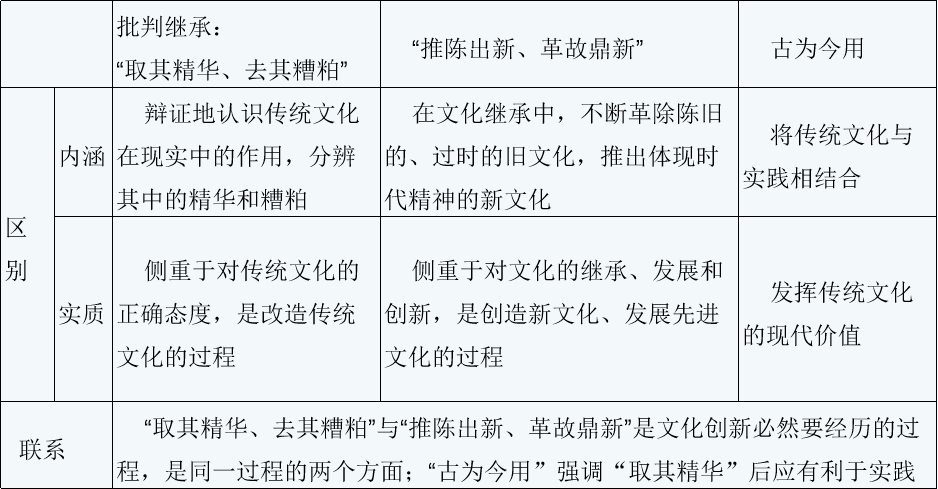 批判继承：
“取其精华、去其糟粕”
“推陈出新、革故鼎新”
古为今用
区
别
内涵
辩证地认识传统文化
在现实中的作用，分辨
其中的精华和糟粕
在文化继承中，不断革除陈旧
的、过时的旧文化，推出体现时
代精神的新文化
将传统文化与
实践相结合
实质
侧重于对传统文化的
正确态度，是改造传统
文化的过程
侧重于对文化的继承、发展和
创新，是创造新文化、发展先进
文化的过程
发挥传统文化
的现代价值
联系
“取其精华、去其糟粕”与“推陈出新、革故鼎新”是文化创新必然要经历的过
程，是同一过程的两个方面；“古为今用”强调“取其精华”后应有利于实践